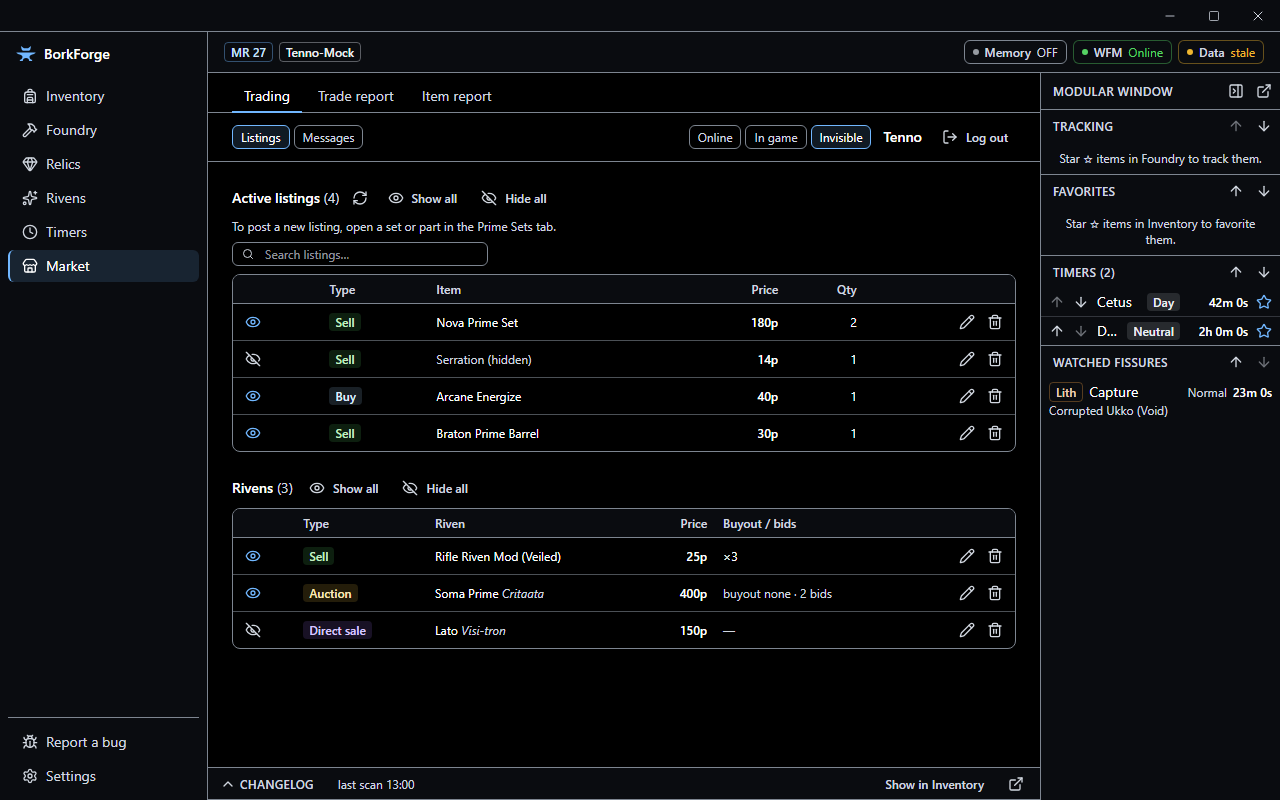 BorkForge
Inventory
Foundry
Relics
Rivens
Timers
Market
Report a bug
Settings
MR 27
Tenno-Mock
Memory OFF
WFM Online
Data stale
Trading
Trade report
Item report
Listings
Messages
Online
In game
Invisible
Tenno
Log out
Active listings (4)
Show all
Hide all
To post a new listing, open a set or part in the Prime Sets tab.
Search listings...
Type Item Price Qty
Sell Nova Prime Set 180p 2
Sell Serration (hidden) 14p 1
Buy Arcane Energize 40p 1
Sell Braton Prime Barrel 30p 1
Rivens (3)
Show all
Hide all
Type Riven Price Buyout / bids
Sell Rifle Riven Mod (Veiled) 25p ×3
Auction Soma Prime Critaata 400p buyout none · 2 bids
Direct sale Lato Visi-tron 150p —
CHANGELOG
last scan 13:00
Show in Inventory
MODULAR WINDOW
TRACKING
Star ☆ items in Foundry to track them.
FAVORITES
Star ☆ items in Inventory to favorite
them.
TIMERS (2)
Cetus Day 42m 0s
D... Neutral 2h 0m 0s
WATCHED FISSURES
Lith Capture Normal 23m 0s
Corrupted Ukko (Void)